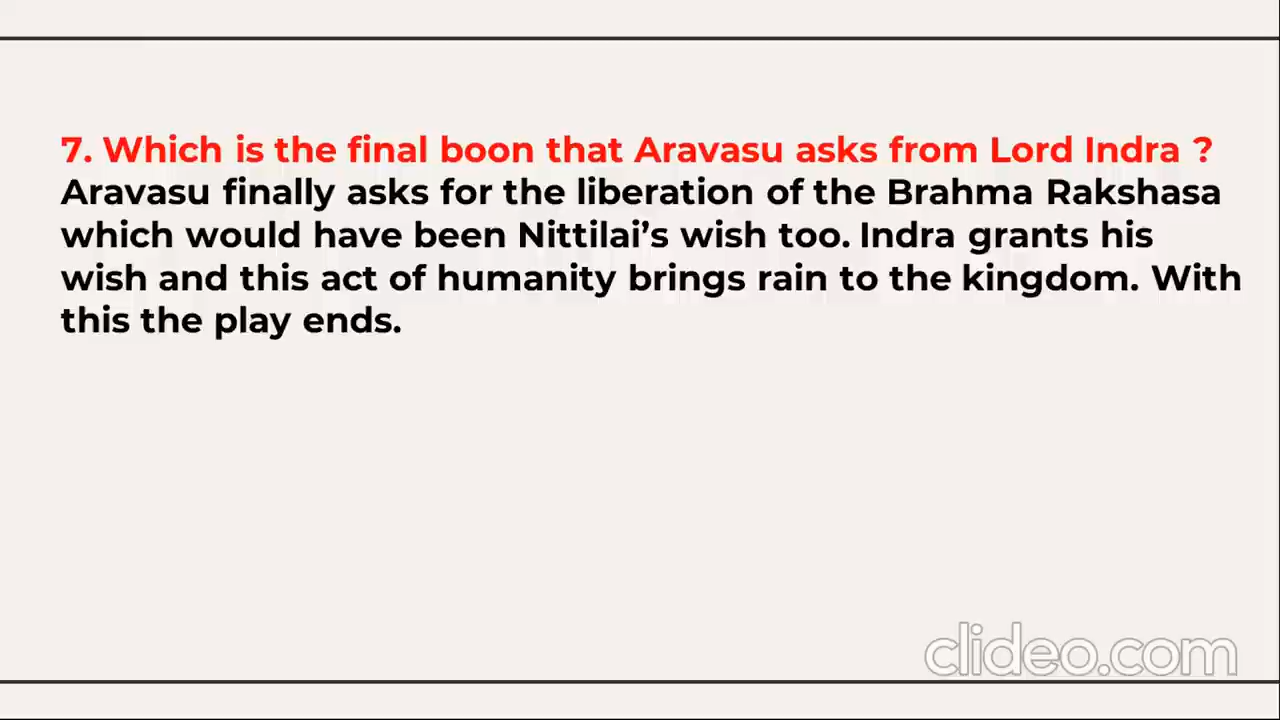 7. Which is the final boon that Aravasu asks from Lord Indra ?
Aravasu finally asks for the liberation of the Brahma Rakshasa
which would have been Nittilai’s wish too. Indra grants his
wish and this act of humanity brings rain to the kingdom. With
this the play ends.
clideo.com